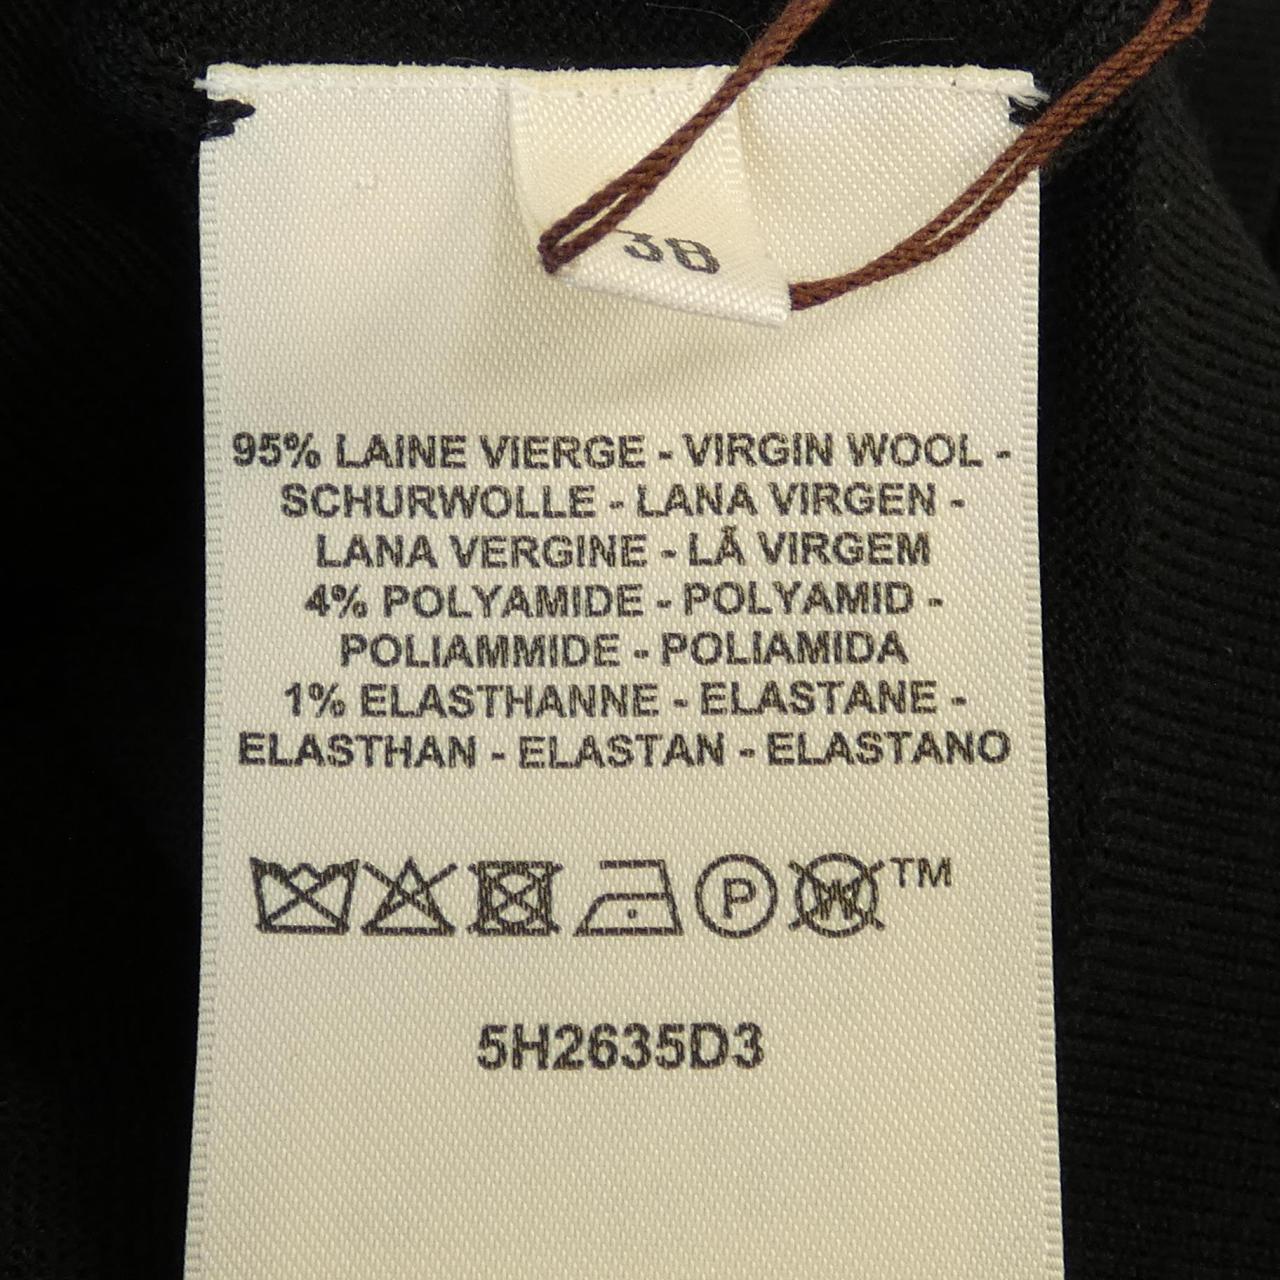 38
95% LAINE VIERGE - VIRGIN WOOL -
SCHURWOLLE - LANA VIRGEN -
LANA VERGINE - LÃ VIRGEM
4% POLYAMIDE - POLYAMID -
POLIAMMIDE - POLIAMIDA
1% ELASTHANNE - ELASTANE -
ELASTHAN - ELASTAN - ELASTANO
P W TM
5H2635D3